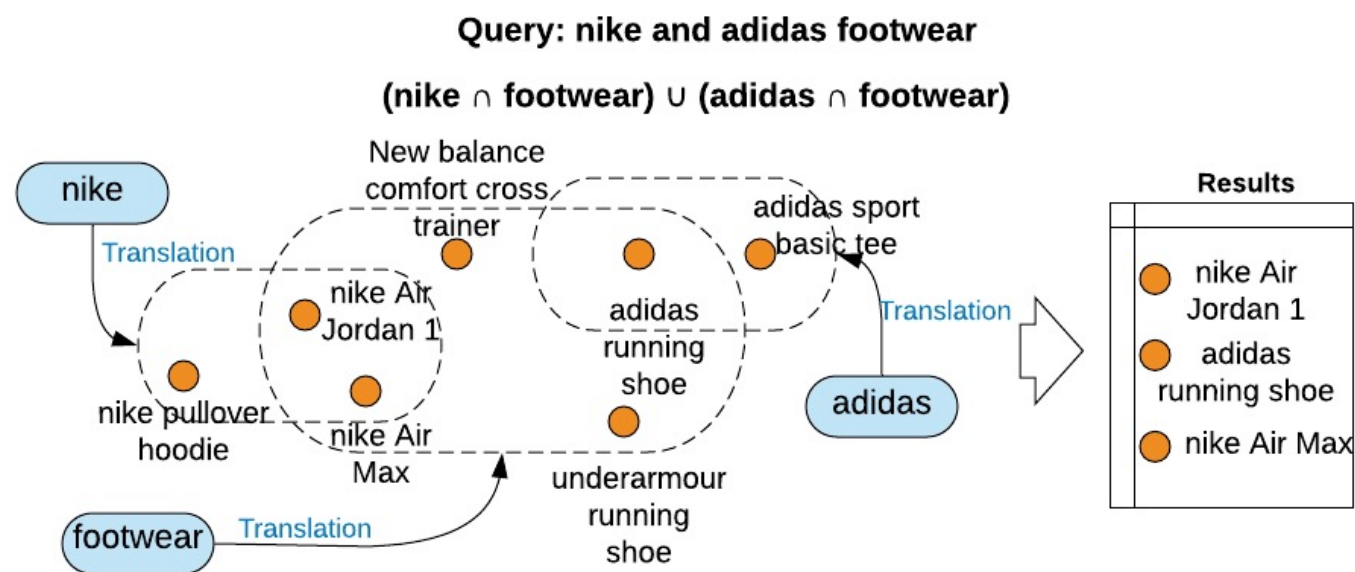 Query: nike and adidas footwear
(nike ∩ footwear) ∪ (adidas ∩ footwear)
New balance
comfort cross
trainer
nike
Translation
nike Air
Jordan 1
nike pullover
hoodie
nike Air
Max
footwear
Translation
adidas sport
basic tee
adidas
running
shoe
underarmour
running
shoe
Translation
adidas
Results
nike Air
Jordan 1
adidas
running shoe
nike Air Max